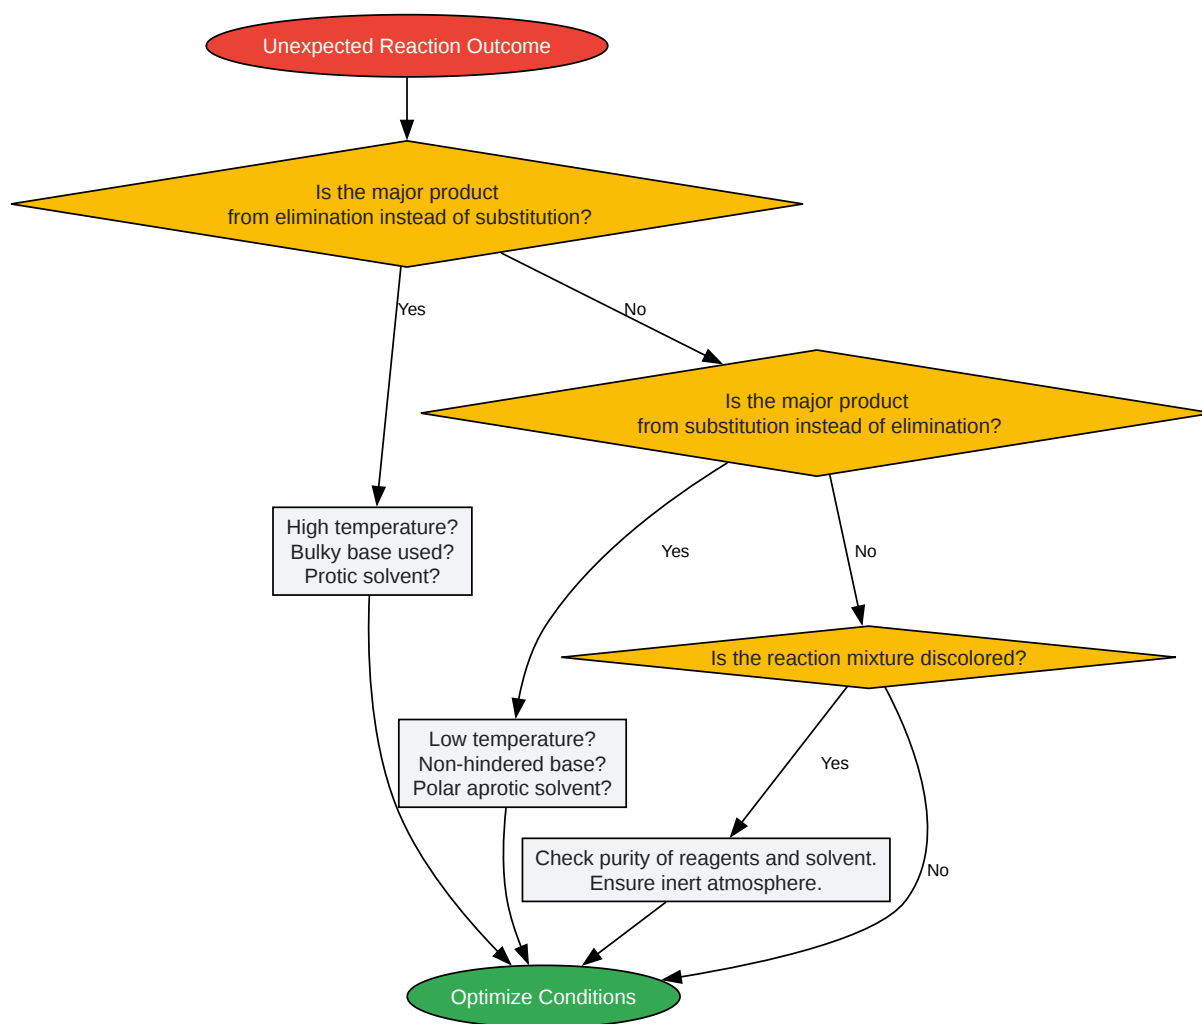 Unexpected Reaction Outcome
Is the major product
from elimination instead of substitution?
Yes
No
Is the major product
from substitution instead of elimination?
High temperature?
Bulky base used?
Protic solvent?
Yes
No
Is the reaction mixture discolored?
Low temperature?
Non-hindered base?
Polar aprotic solvent?
Yes
Check purity of reagents and solvent.
Ensure inert atmosphere.
No
Optimize Conditions